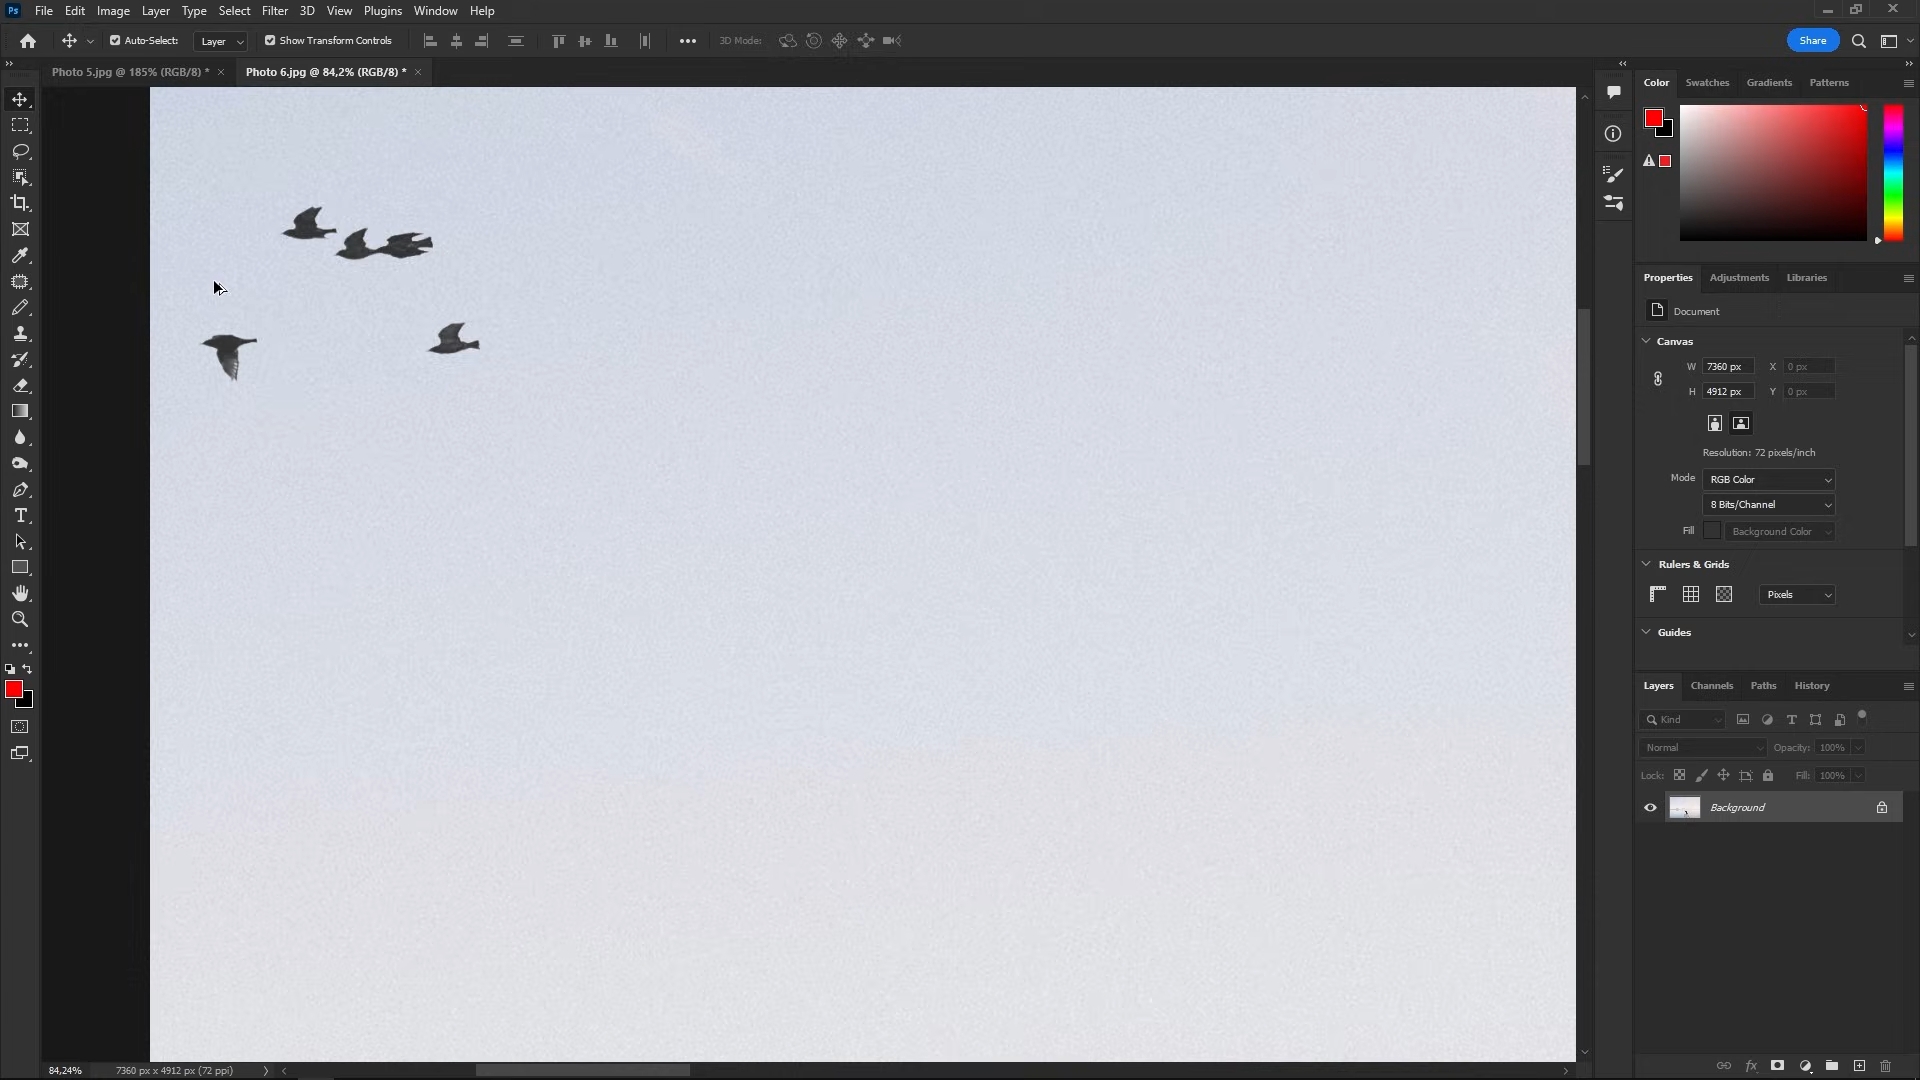 Ps File Edit Image Layer Type Select Filter 3D View Plugins Window Help
Auto-Select: Layer Show Transform Controls 3D Mode: Share
Photo 5.jpg @ 185% (RGB/8) * Photo 6.jpg @ 84,2% (RGB/8) *
Color Swatches Gradients Patterns
Properties Adjustments Libraries
Document
Canvas
W 7360 px X 0 px
H 4912 px Y 0 px
Resolution: 72 pixels/inch
Mode RGB Color
8 Bits/Channel
Fill Background Color
Rulers & Grids
Pixels
Guides
Layers Channels Paths History
Kind
Normal Opacity: 100%
Lock: Fill: 100%
Background
84,24% 7360 px x 4912 px (72 ppi)